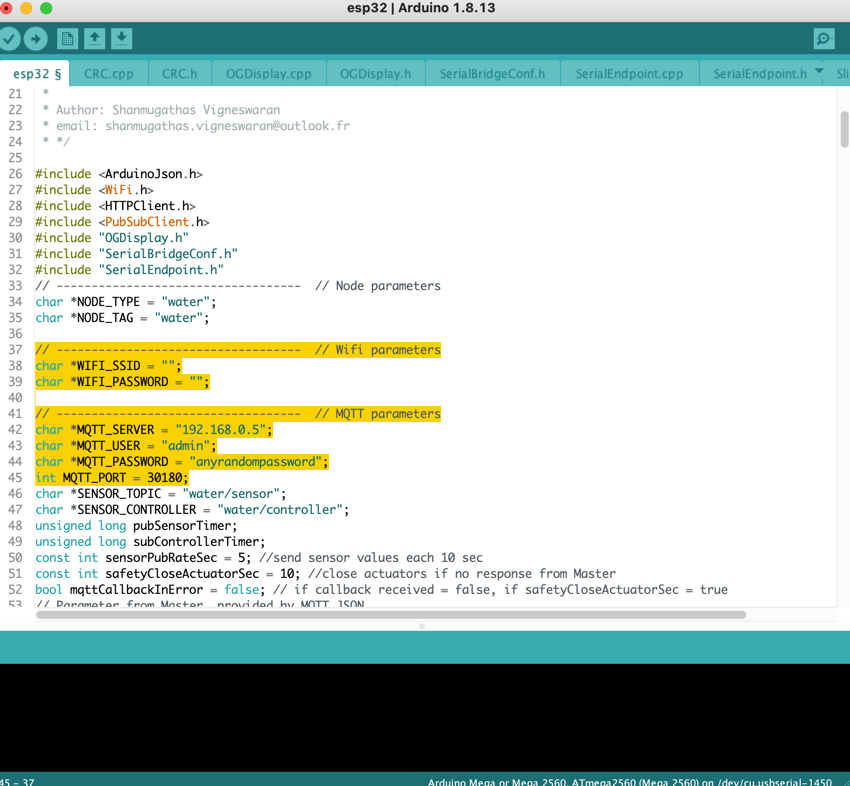 esp32 | Arduino 1.8.13
esp32 § CRC.cpp CRC.h OGDisplay.cpp OGDisplay.h SerialBridgeConf.h SerialEndpoint.cpp SerialEndpoint.h Sli
21 *
22 * Author: Shanmugathas Vigneswaran
23 * email: shanmugathas.vigneswaran@outlook.fr
24 * */
25
26 #include <ArduinoJson.h>
27 #include <WiFi.h>
28 #include <HTTPClient.h>
29 #include <PubSubClient.h>
30 #include "OGDisplay.h"
31 #include "SerialBridgeConf.h"
32 #include "SerialEndpoint.h"
33 // ----------------------------------- // Node parameters
34 char *NODE_TYPE = "water";
35 char *NODE_TAG = "water";
36
37 // ----------------------------------- // Wifi parameters
38 char *WIFI_SSID = "";
39 char *WIFI_PASSWORD = "";
40
41 // ----------------------------------- // MQTT parameters
42 char *MQTT_SERVER = "192.168.0.5";
43 char *MQTT_USER = "admin";
44 char *MQTT_PASSWORD = "anyrandompassword";
45 int MQTT_PORT = 30180;
46 char *SENSOR_TOPIC = "water/sensor";
47 char *SENSOR_CONTROLLER = "water/controller";
48 unsigned long pubSensorTimer;
49 unsigned long subControllerTimer;
50 const int sensorPubRateSec = 5; //send sensor values each 10 sec
51 const int safetyCloseActuatorSec = 10; //close actuators if no response from Master
52 bool mqttCallbackInError = false; // if callback received = false, if safetyCloseActuatorSec = true
53 // Parameter from Master, provided by MQTT JSON
45 - 37
Arduino Mega or Mega 2560, ATmega2560 (Mega 2560) on /dev/cu.usbserial-1450